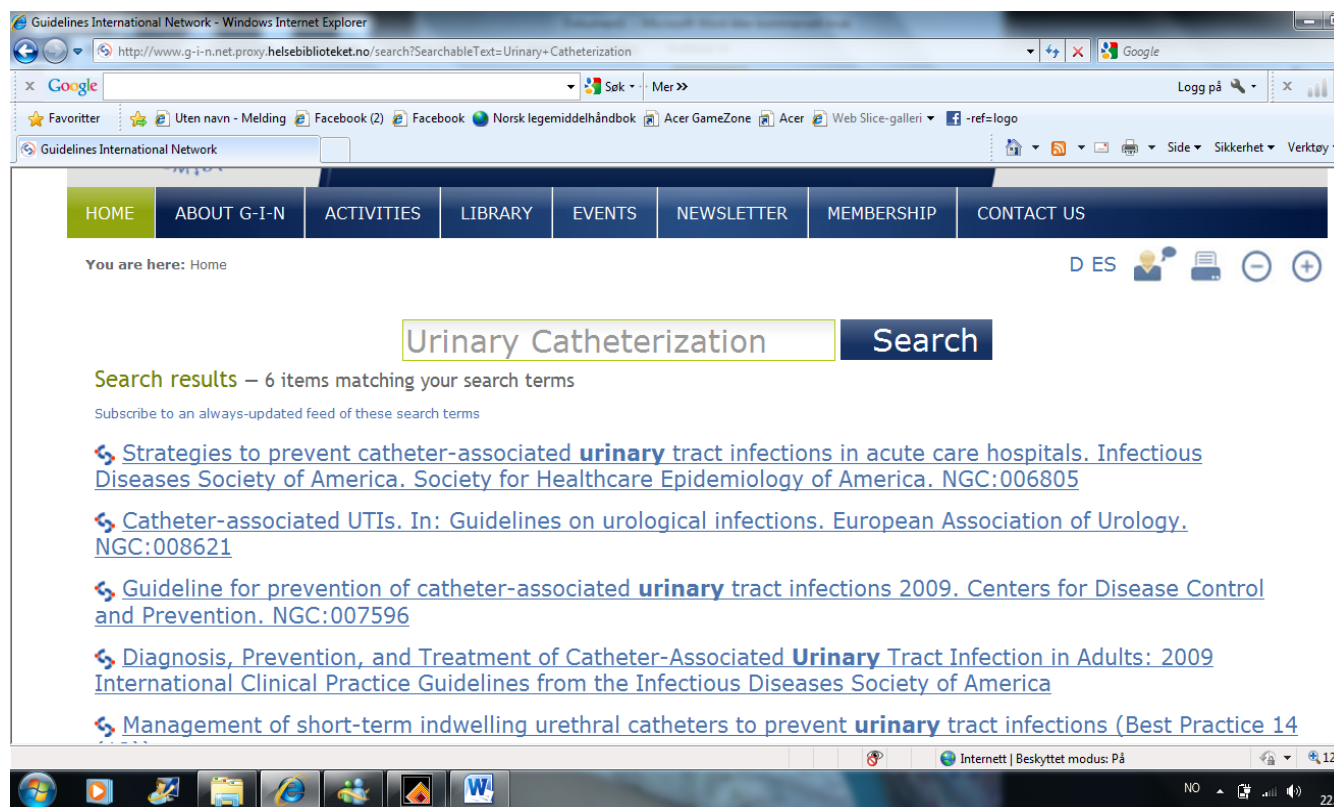 Guidelines International Network - Windows Internet Explorer
http://www.g-i-n.net.proxy.helsebiblioteket.no/search?SearchableText=Urinary+Catheterization
Google
x Google
Søk
Mer >>
Logg på
x
Favoritter
Uten navn - Melding
Facebook (2)
Facebook
Norsk legemiddelhåndbok
Acer GameZone
Acer
Web Slice-galleri
-ref=logo
Guidelines International Network
Side
Sikkerhet
Verktøy
HOME
ABOUT G-I-N
ACTIVITIES
LIBRARY
EVENTS
NEWSLETTER
MEMBERSHIP
CONTACT US
You are here: Home
D ES
Urinary Catheterization
Search
Search results — 6 items matching your search terms
Subscribe to an always-updated feed of these search terms
Strategies to prevent catheter-associated urinary tract infections in acute care hospitals. Infectious
Diseases Society of America. Society for Healthcare Epidemiology of America. NGC:006805
Catheter-associated UTIs. In: Guidelines on urological infections. European Association of Urology.
NGC:008621
Guideline for prevention of catheter-associated urinary tract infections 2009. Centers for Disease Control
and Prevention. NGC:007596
Diagnosis, Prevention, and Treatment of Catheter-Associated Urinary Tract Infection in Adults: 2009
International Clinical Practice Guidelines from the Infectious Diseases Society of America
Management of short-term indwelling urethral catheters to prevent urinary tract infections (Best Practice 14
Internett | Beskyttet modus: På
12
NO
22